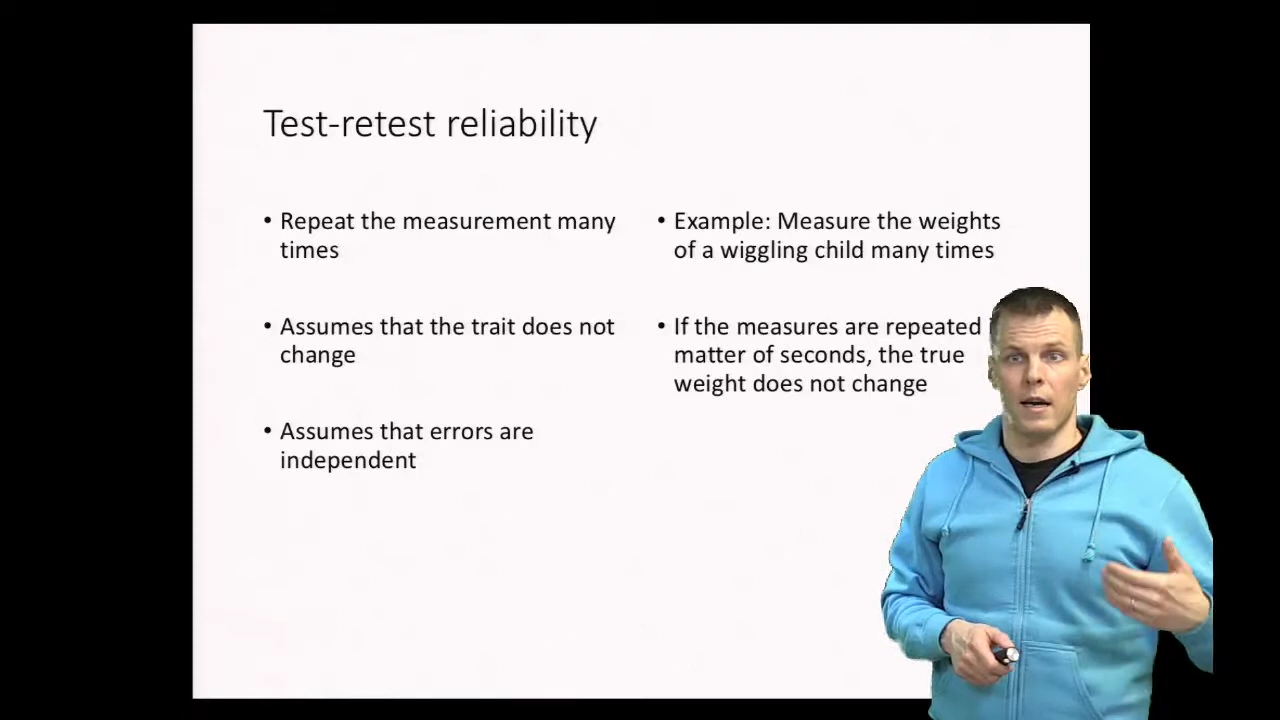 Test-retest reliability
• Repeat the measurement many
times
• Assumes that the trait does not
change
• Assumes that errors are
independent
• Example: Measure the weights
of a wiggling child many times
• If the measures are repeated
matter of seconds, the true
weight does not change